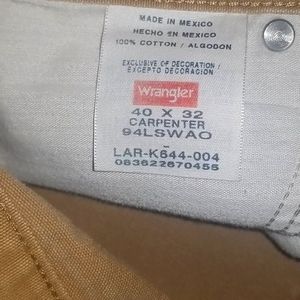 MADE IN MEXICO
HECHO EN MEXICO
100% COTTON / ALGODON
EXCLUSIVE OF DECORATION /
EXCEPTO DECORACION
Wrangler
40 X 32
CARPENTER
94LSWAO
LAR-K644-004
083622670455